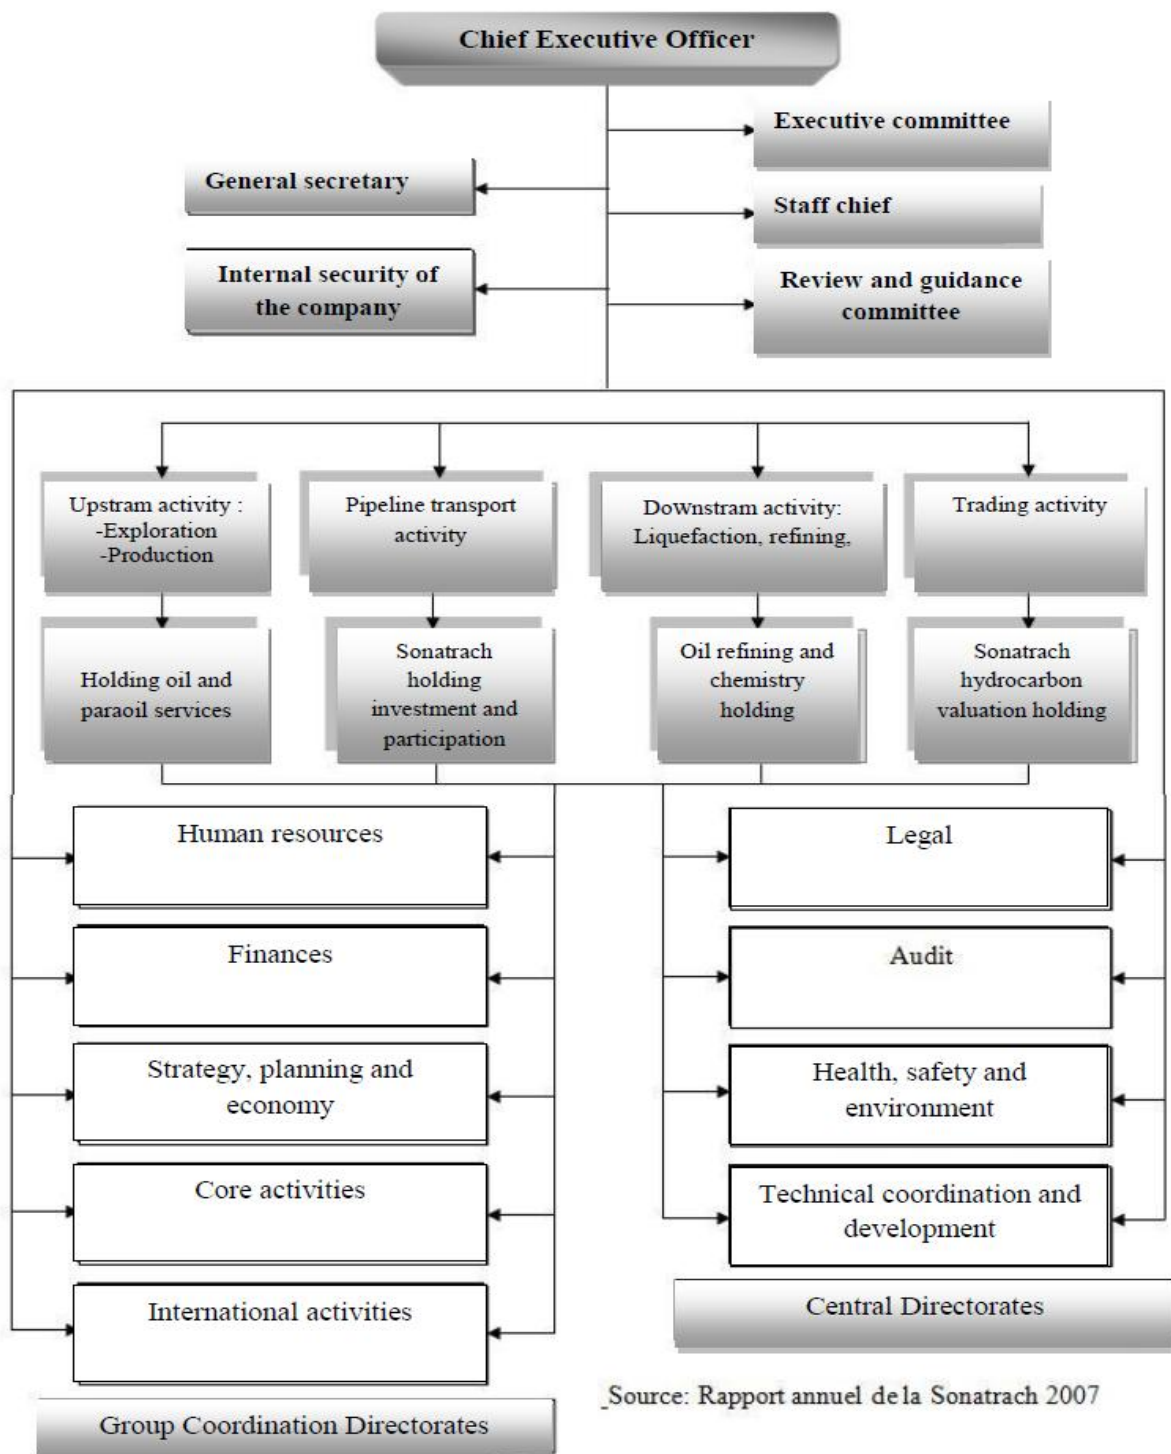 Chief Executive Officer
Executive committee
General secretary
Staff chief
Internal security of
the company
Review and guidance
committee
Upstram activity :
-Exploration
-Production
Pipeline transport
activity
DoWnstram activity:
Liquefaction, refining,
Trading activity
Holding oil and
paraoil services
Sonatrach
holding
investment and
participation
Oil refining and
chemistry
holding
Sonatrach
hydrocarbon
valuation holding
Human resources
Legal
Finances
Audit
Strategy, planning and
economy
Health, safety and
environment
Core activities
Technical coordination and
development
International activities
Central Directorates
_Source: Rapport annuel de la Sonatrach 2007
Group Coordination Directorates